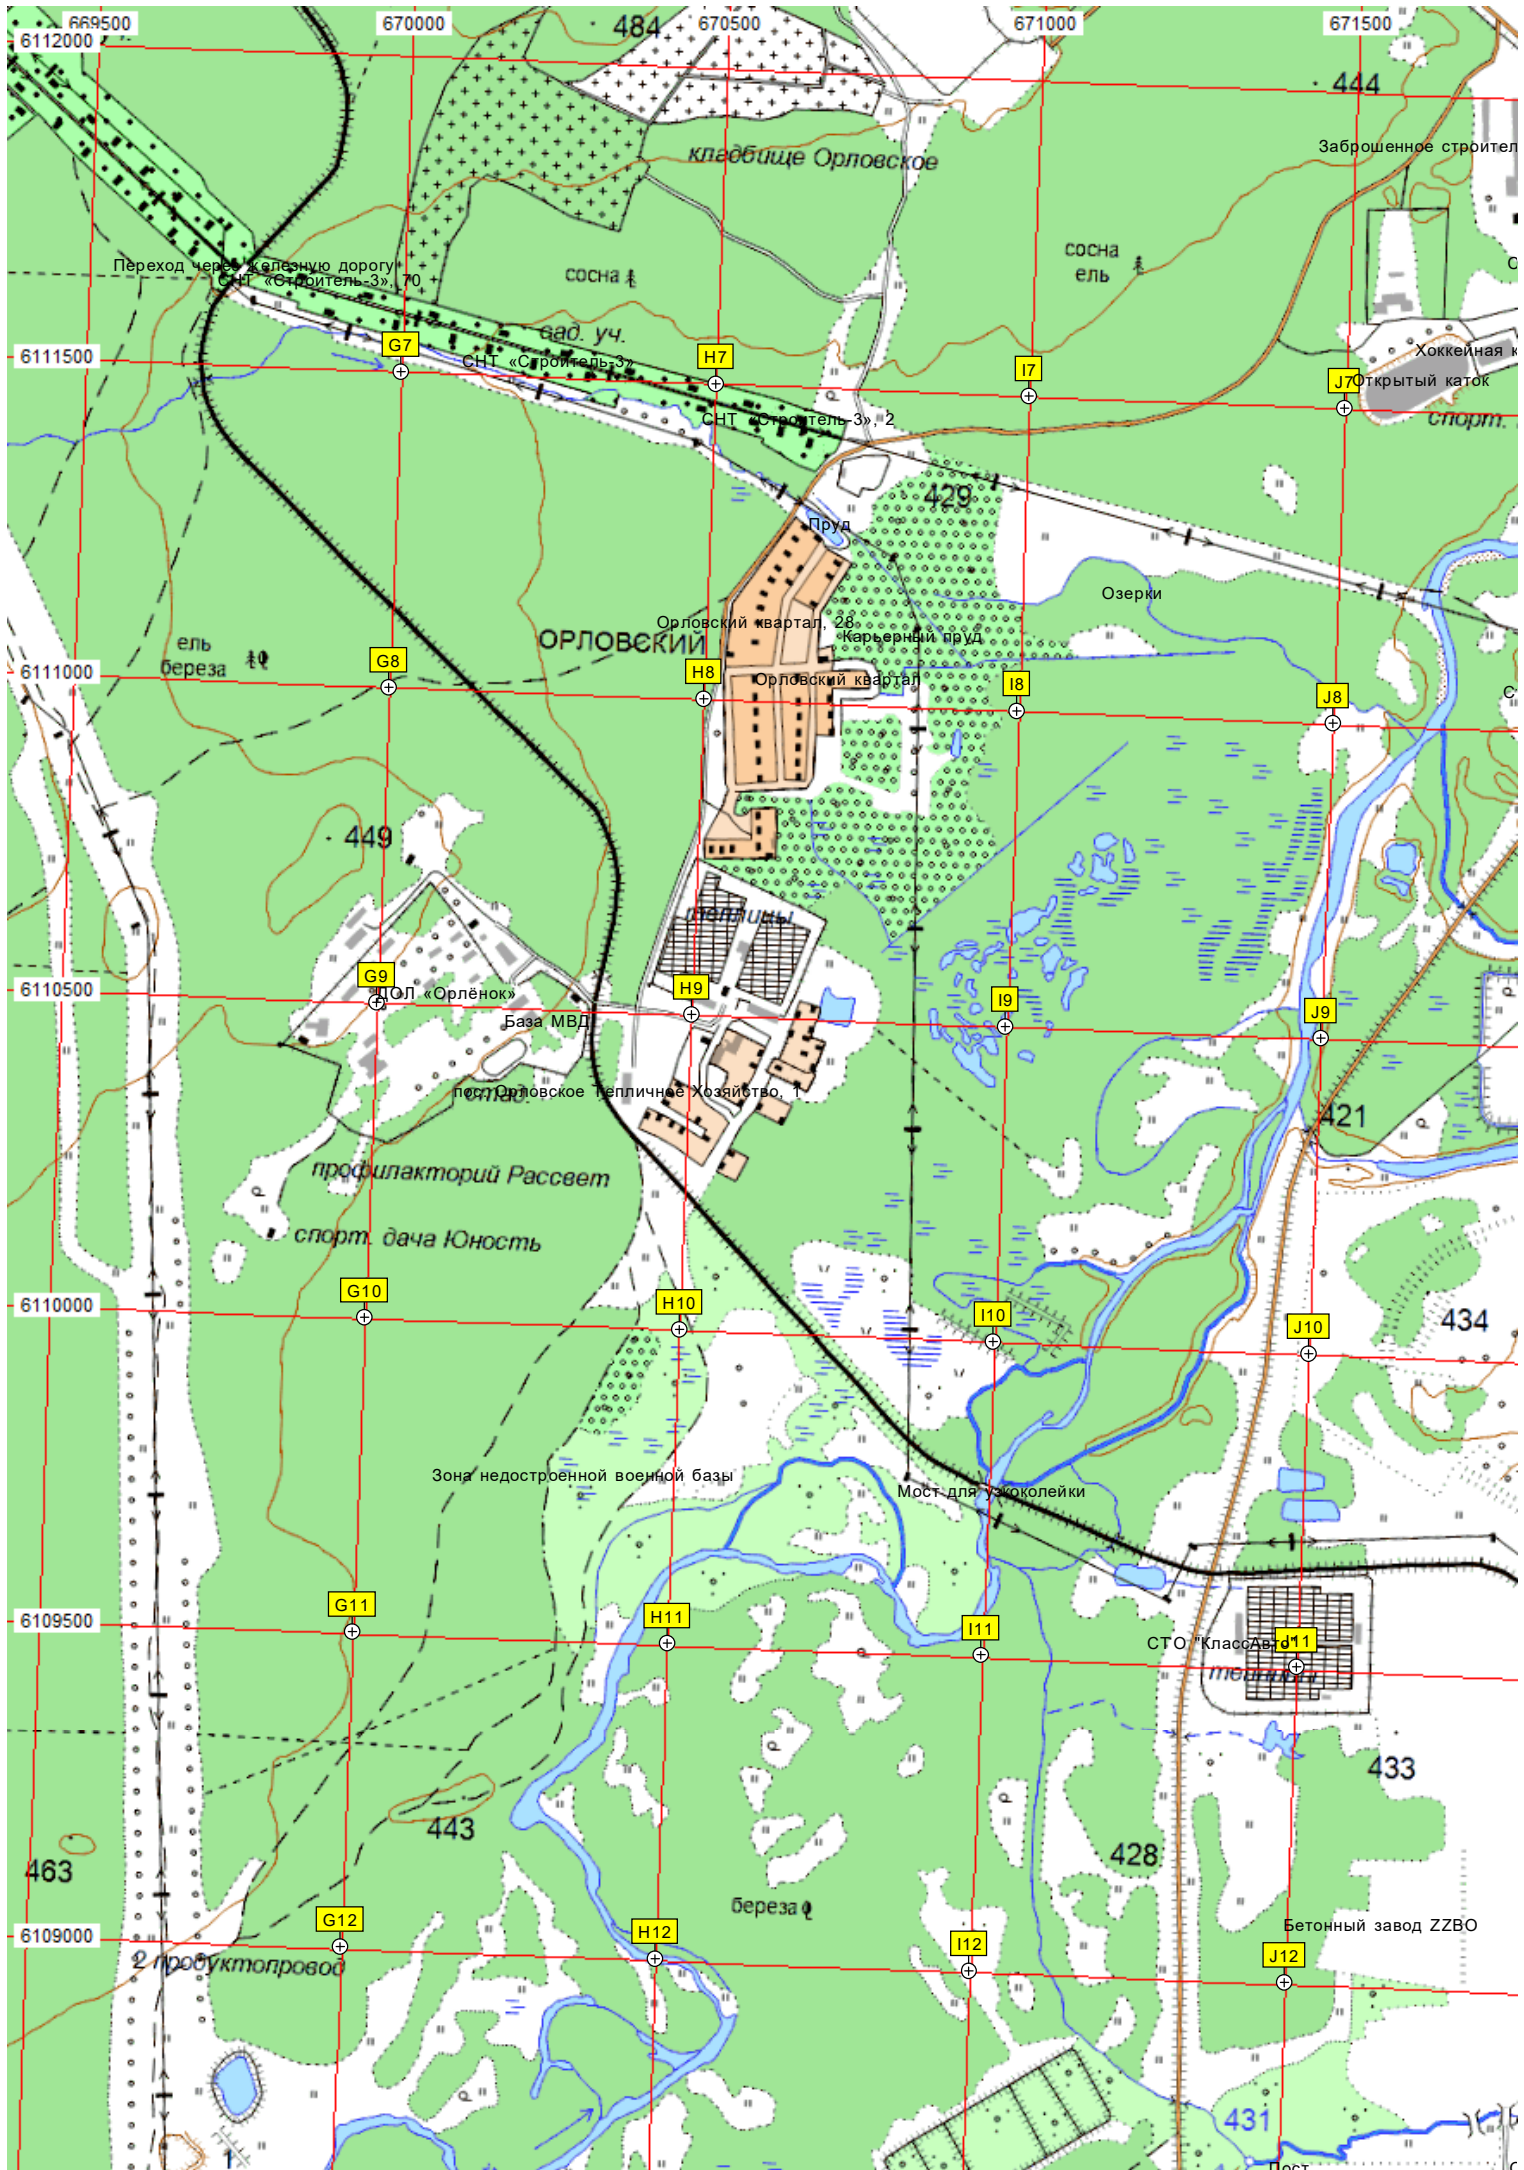 669500
670000
484
670500
671000
671500
6112000
444
Заброшенное строител
кладбище Орловское
сосна
ель
Переход через железную дорогу
СНТ «Строитель-3», 70
сосна
сад. уч.
G7
H7
I7
J7
6111500
СНТ «Строитель-3»
Хоккейная к
Открытый каток
СНТ «Строитель-3», 2
спорт.
429
Пруд
Озерки
Орловский квартал, 28
ОРЛОВСКИЙ
Карьерный пруд
ель
береза
G8
H8
I8
J8
6111000
Орловский квартал
449
теплицы
G9
H9
I9
J9
6110500
ДОЛ «Орлёнок»
База МВД
пос. Орловское Тепличное Хозяйство, 1
стад.
421
профилакторий Рассвет
спорт. дача Юность
G10
H10
I10
J10
6110000
434
Зона недостроенной военной базы
Мост для узкоколейки
G11
H11
I11
J11
6109500
СТО "КлассАвто"
теплицы
433
443
428
463
береза
G12
H12
I12
J12
6109000
Бетонный завод ZZBO
2 продуктопровод
431
1
Пост